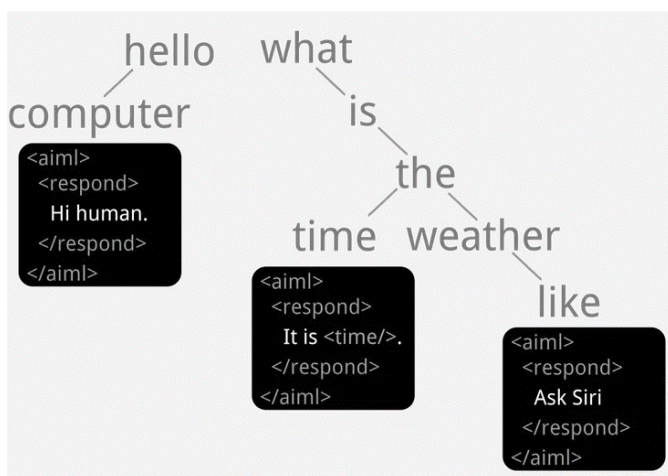 hello what
computer
is
the
time weather
like
<aiml>
<respond>
Hi human.
</respond>
</aiml>
<aiml>
<respond>
It is <time/>.
</respond>
</aiml>
<aiml>
<respond>
Ask Siri
</respond>
</aiml>